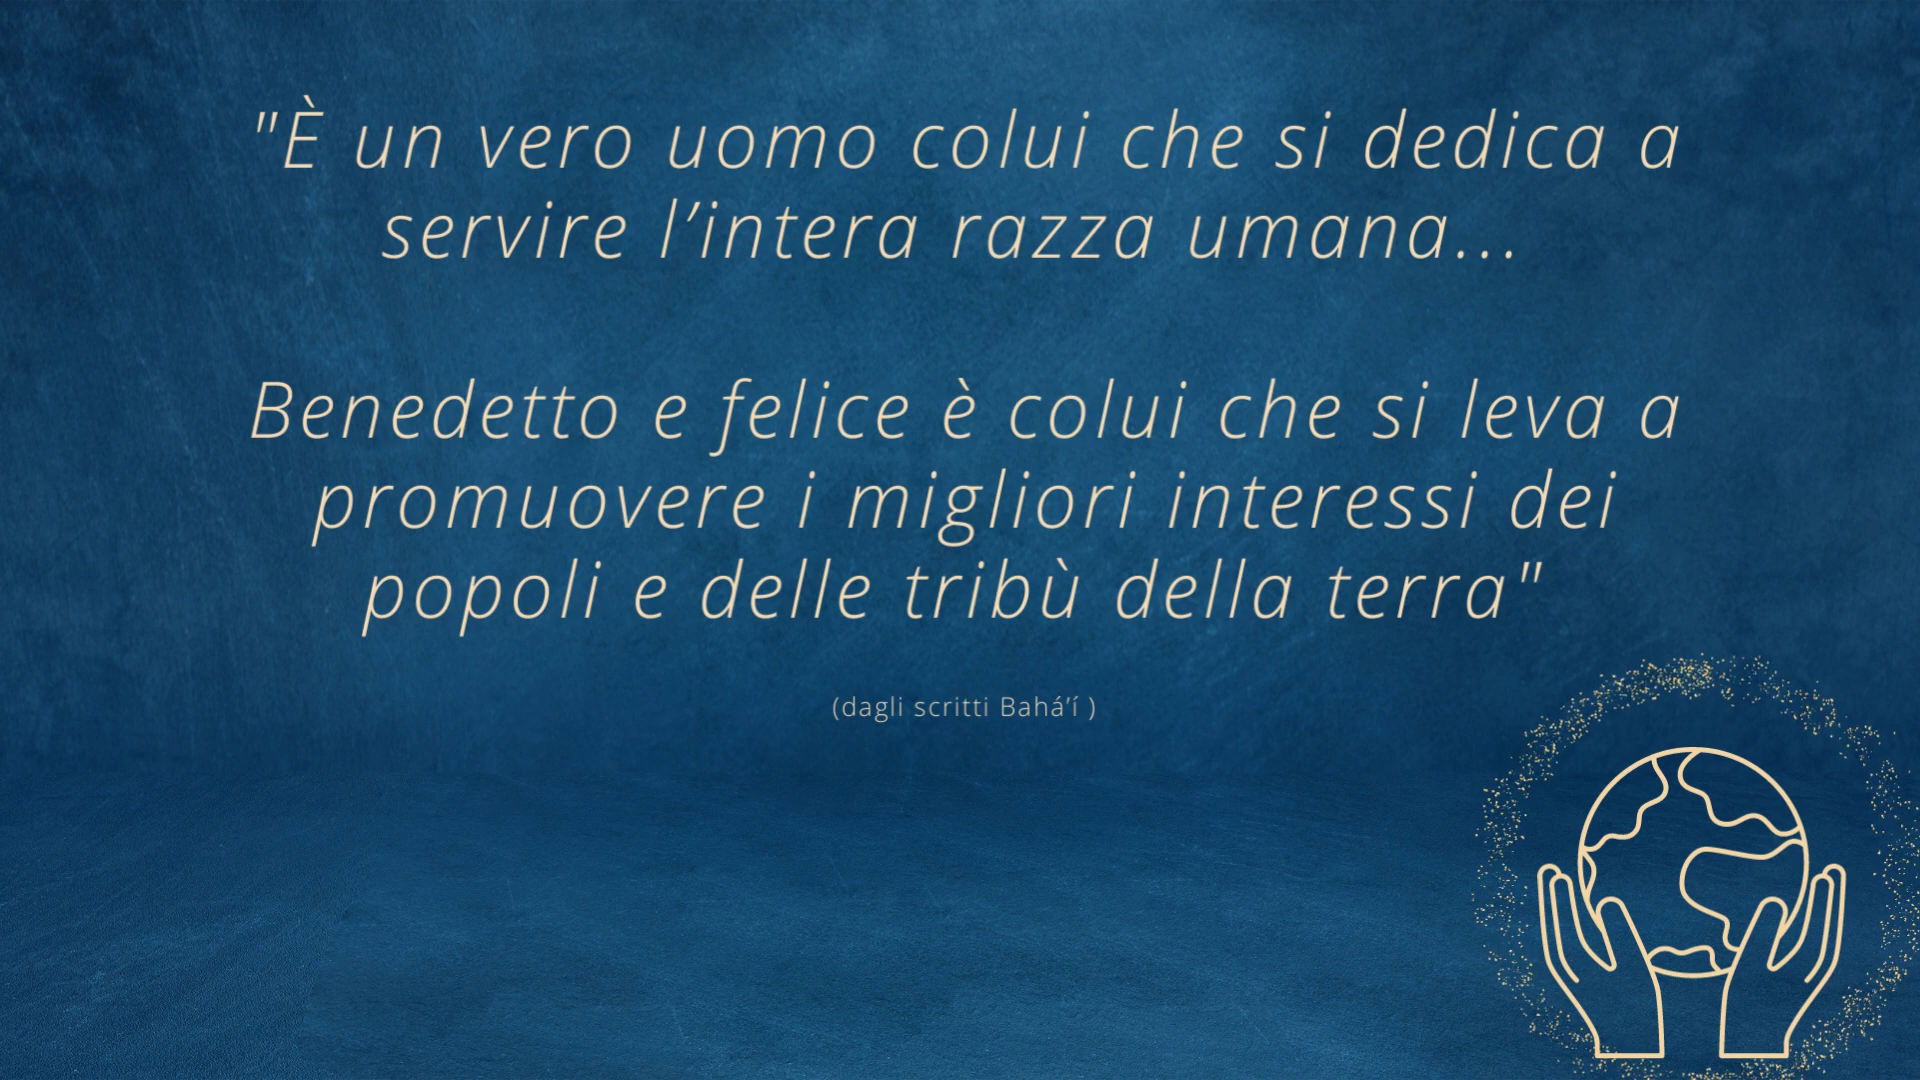 "È un vero uomo colui che si dedica a
servire l’intera razza umana...
Benedetto e felice è colui che si leva a
promuovere i migliori interessi dei
popoli e delle tribù della terra"
(dagli scritti Bahá’í )